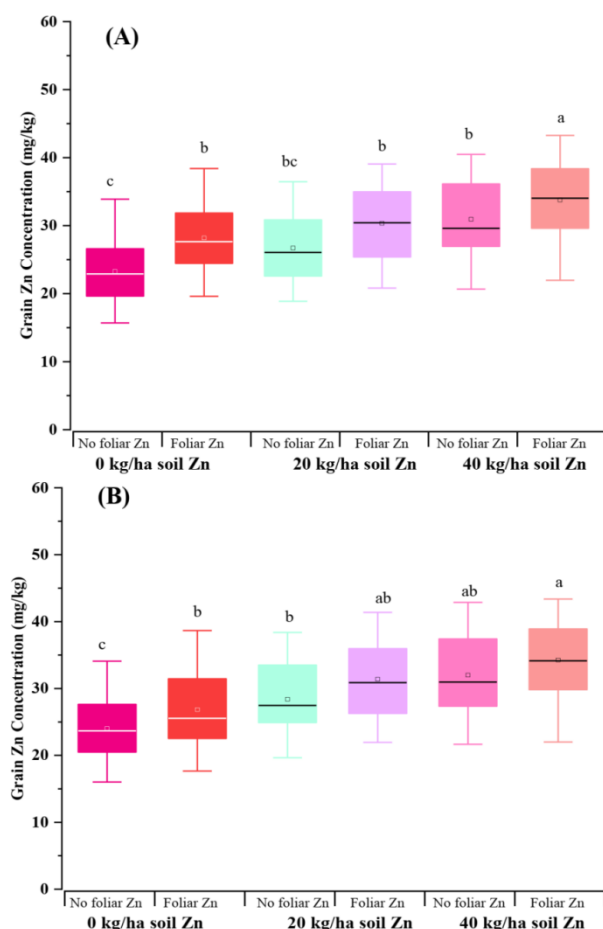 (A)
Grain Zn Concentration (mg/kg)
60
50
40
30
20
10
0
c
b
bc
b
b
a
No foliar Zn Foliar Zn No foliar Zn Foliar Zn No foliar Zn Foliar Zn
0 kg/ha soil Zn 20 kg/ha soil Zn 40 kg/ha soil Zn
(B)
Grain Zn Concentration (mg/kg)
60
50
40
30
20
10
0
c
b
b
ab
ab
a
No foliar Zn Foliar Zn No foliar Zn Foliar Zn No foliar Zn Foliar Zn
0 kg/ha soil Zn 20 kg/ha soil Zn 40 kg/ha soil Zn